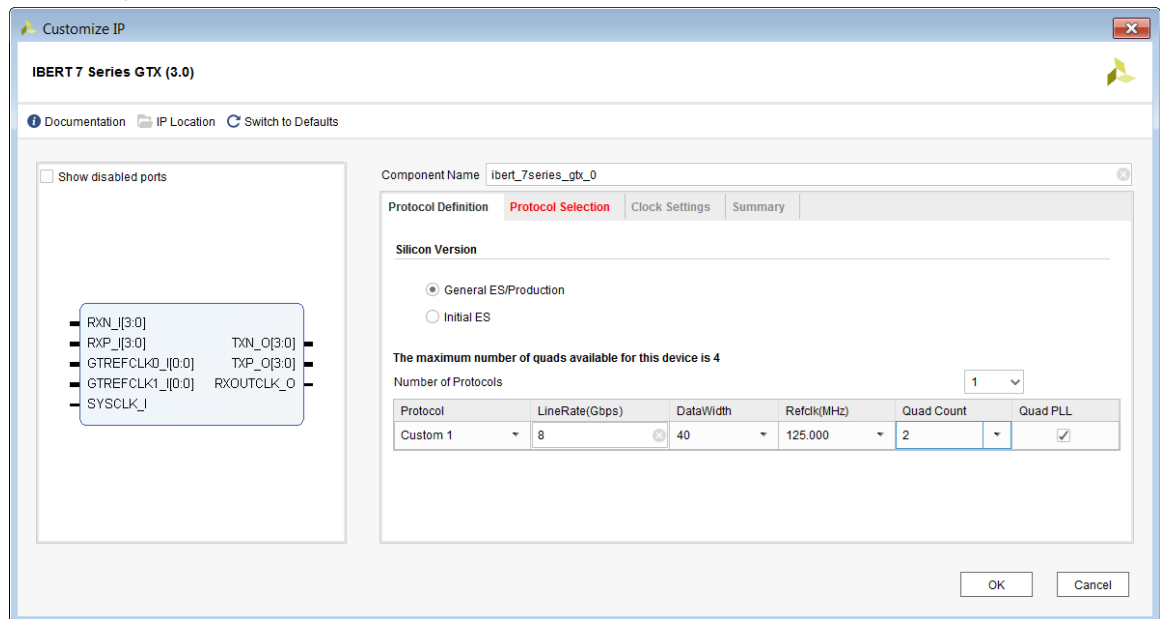 Customize IP
IBERT 7 Series GTX (3.0)
Documentation IP Location Switch to Defaults
Show disabled ports
RXN_I[3:0]
RXP_I[3:0] TXN_O[3:0]
GTREFCLK0_I[0:0] TXP_O[3:0]
GTREFCLK1_I[0:0] RXOUTCLK_O
SYSCLK_I
Component Name ibert_7series_gtx_0
Protocol Definition Protocol Selection Clock Settings Summary
Silicon Version
General ES/Production
Initial ES
The maximum number of quads available for this device is 4
Number of Protocols 1
Protocol LineRate(Gbps) DataWidth Refclk(MHz) Quad Count Quad PLL
Custom 1 8 40 125.000 2
OK Cancel